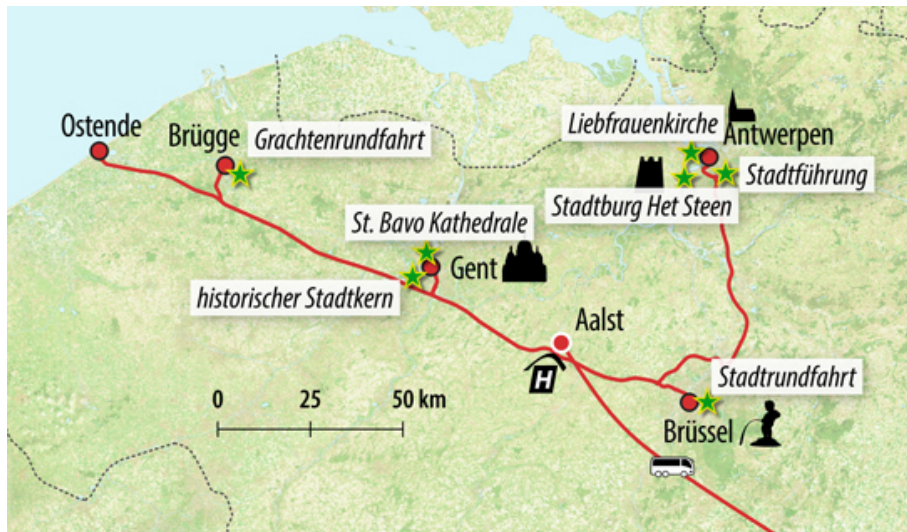 Ostende
Brügge
Grachtenrundfahrt
Liebfrauenkirche
Antwerpen
Stadtführung
Stadtburg Het Steen
St. Bavo Kathedrale
Gent
historischer Stadtkern
Aalst
H
0 25 50 km
Stadtrundfahrt
Brüssel